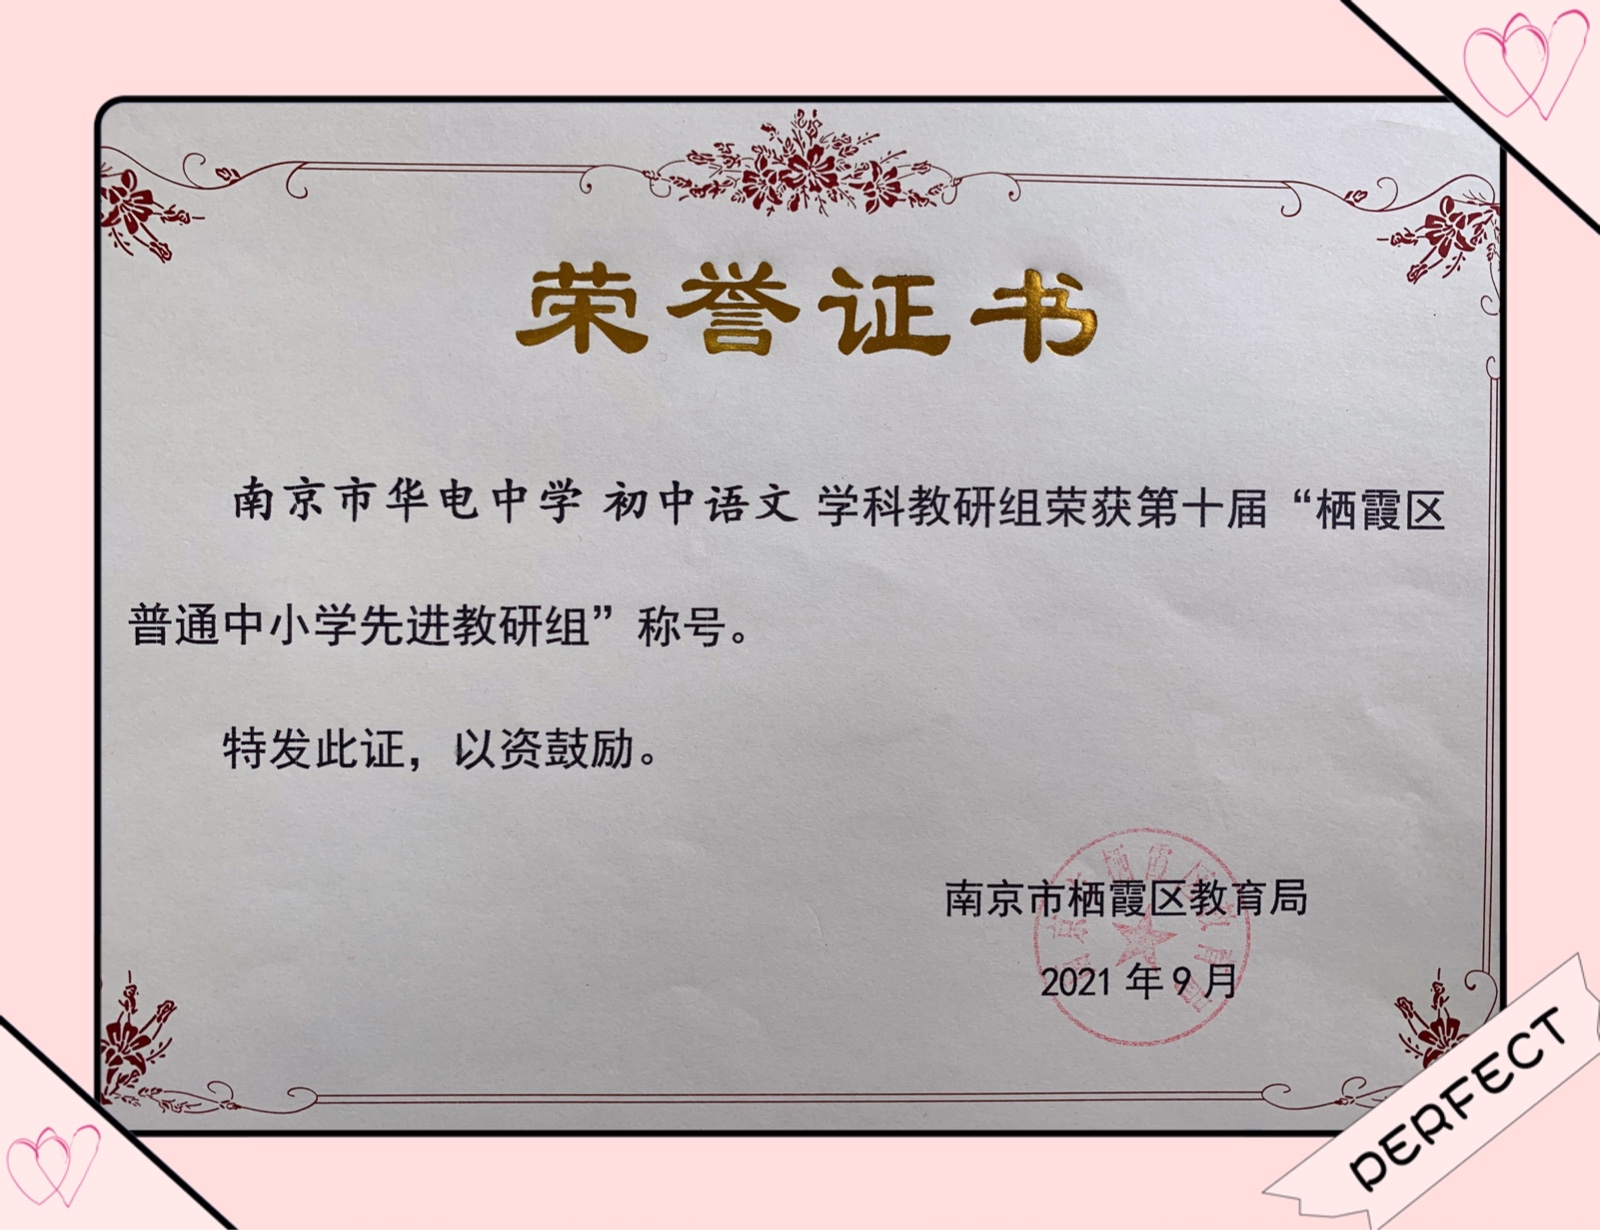 荣誉证书
南京市华电中学 初中语文 学科教研组荣获第十届“栖霞区
普通中小学先进教研组”称号。
特发此证，以资鼓励。
南京市栖霞区教育局
2021年9月
PERFECT